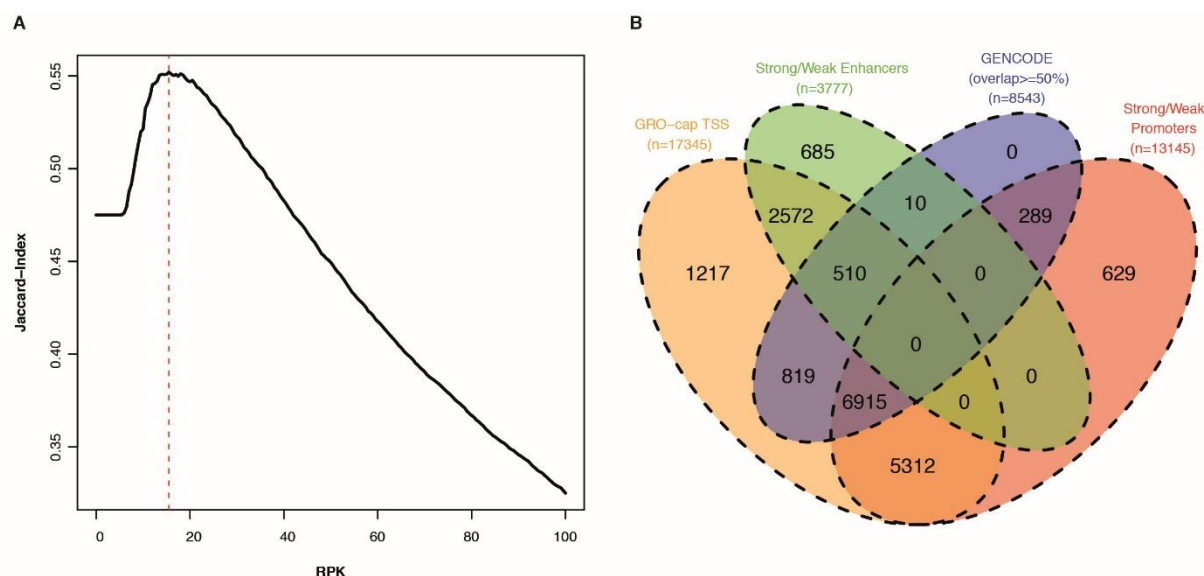 A
Jaccard-Index
0.55
0.50
0.45
0.40
0.35
0
20
40
60
80
100
RPK
B
Strong/Weak Enhancers
(n=3777)
GENCODE
(overlap>=50%)
(n=8543)
GRO-cap TSS
(n=17345)
Strong/Weak
Promoters
(n=13145)
685
0
2572
10
289
1217
510
0
629
0
819
0
6915
0
5312